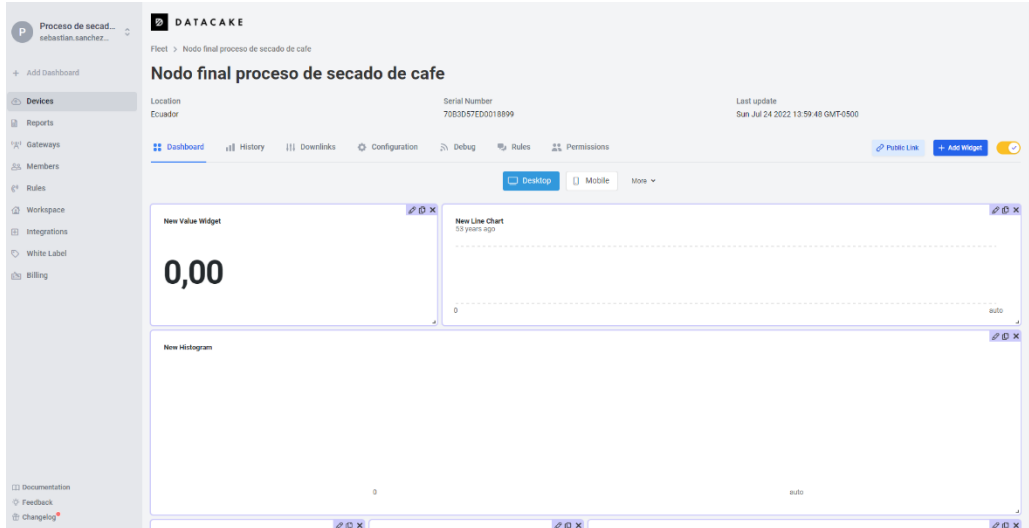 P
Proceso de secad...
sebastian.sanchez...
+ Add Dashboard
Devices
Reports
Gateways
Members
Rules
Workspace
Integrations
White Label
Billing
Documentation
Feedback
Changelog
DATACAKE
Fleet > Nodo final proceso de secado de cafe
Nodo final proceso de secado de cafe
Location
Ecuador
Serial Number
70B3D57ED0018899
Last update
Sun Jul 24 2022 13:59:48 GMT-0500
Dashboard
History
Downlinks
Configuration
Debug
Rules
Permissions
Public Link
+ Add Widget
Desktop
Mobile
More
New Value Widget
0,00
New Line Chart
53 years ago
0
auto
New Histogram
0
auto